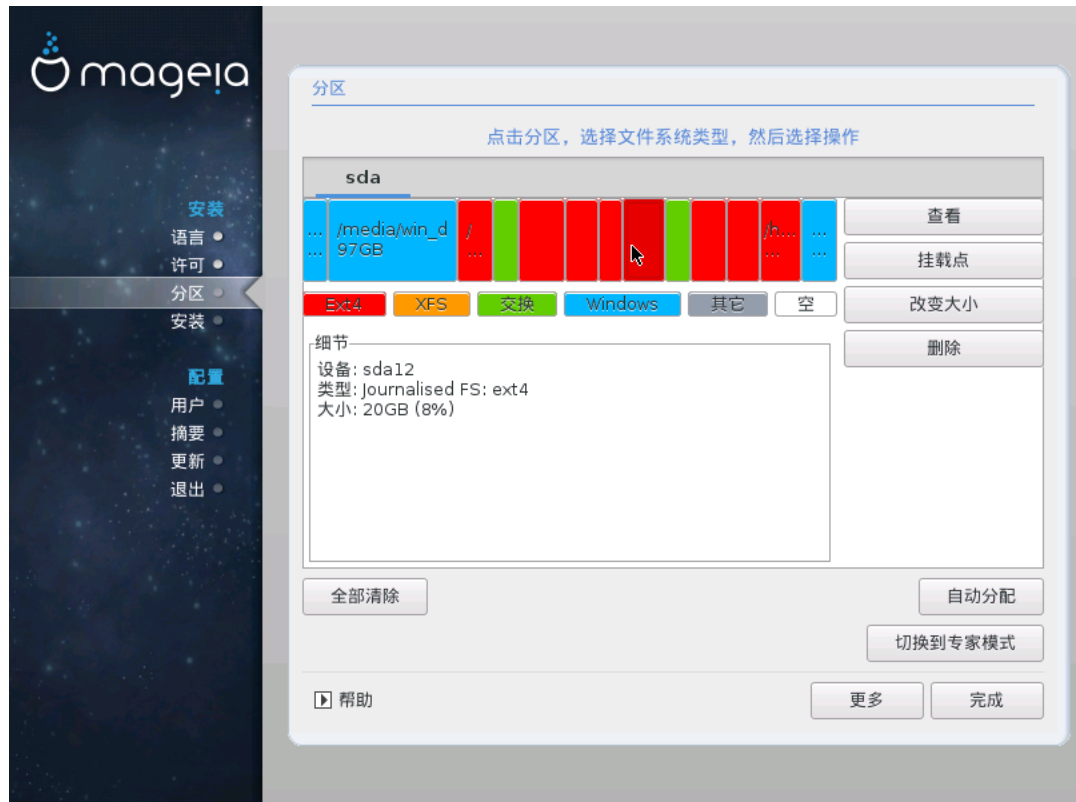 mageia
安装
语言
许可
分区
安装
配置
用户
摘要
更新
退出
分区
点击分区，选择文件系统类型，然后选择操作
sda
...
...
/media/win_d
97GB
/
...
/h...
...
...
...
Ext4
XFS
交换
Windows
其它
空
查看
挂载点
改变大小
删除
细节
设备: sda12
类型: Journalised FS: ext4
大小: 20GB (8%)
全部清除
自动分配
切换到专家模式
帮助
更多
完成